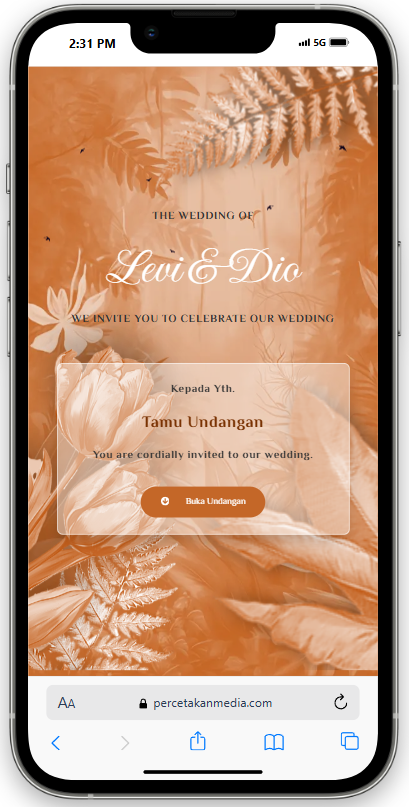 2:31 PM
5G
THE WEDDING OF
Levi & Dio
WE INVITE YOU TO CELEBRATE OUR WEDDING
Kepada Yth.
Tamu Undangan
You are cordially invited to our wedding.
Buka Undangan
AA
percetakanmedia.com